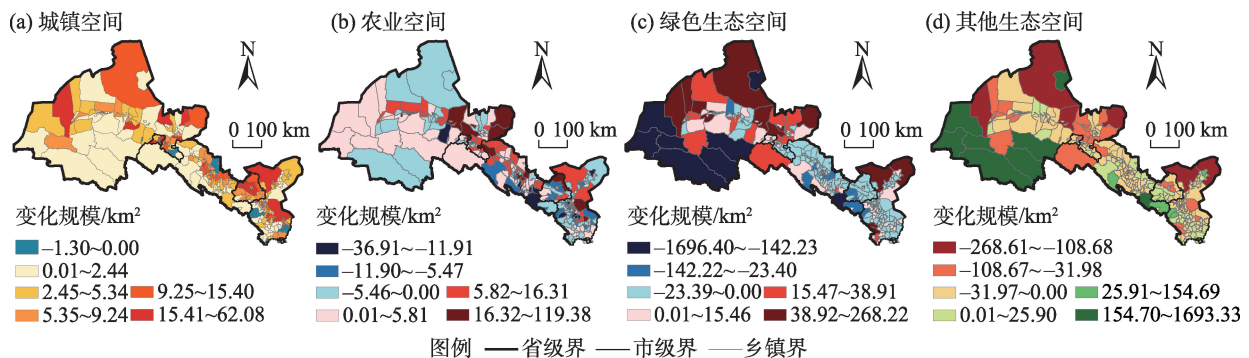 (a) 城镇空间
N
0 100 km
变化规模/km²
–1.30~0.00
0.01~2.44
2.45~5.34
5.35~9.24
9.25~15.40
15.41~62.08
(b) 农业空间
N
0 100 km
变化规模/km²
–36.91~–11.91
–11.90~–5.47
–5.46~0.00
0.01~5.81
5.82~16.31
16.32~119.38
(c) 绿色生态空间
N
0 100 km
变化规模/km²
–1696.40~–142.23
–142.22~–23.40
–23.39~0.00
0.01~15.46
15.47~38.91
38.92~268.22
(d) 其他生态空间
N
0 100 km
变化规模/km²
–268.61~–108.68
–108.67~–31.98
–31.97~0.00
0.01~25.90
25.91~154.69
154.70~1693.33
图例 省级界 市级界 乡镇界